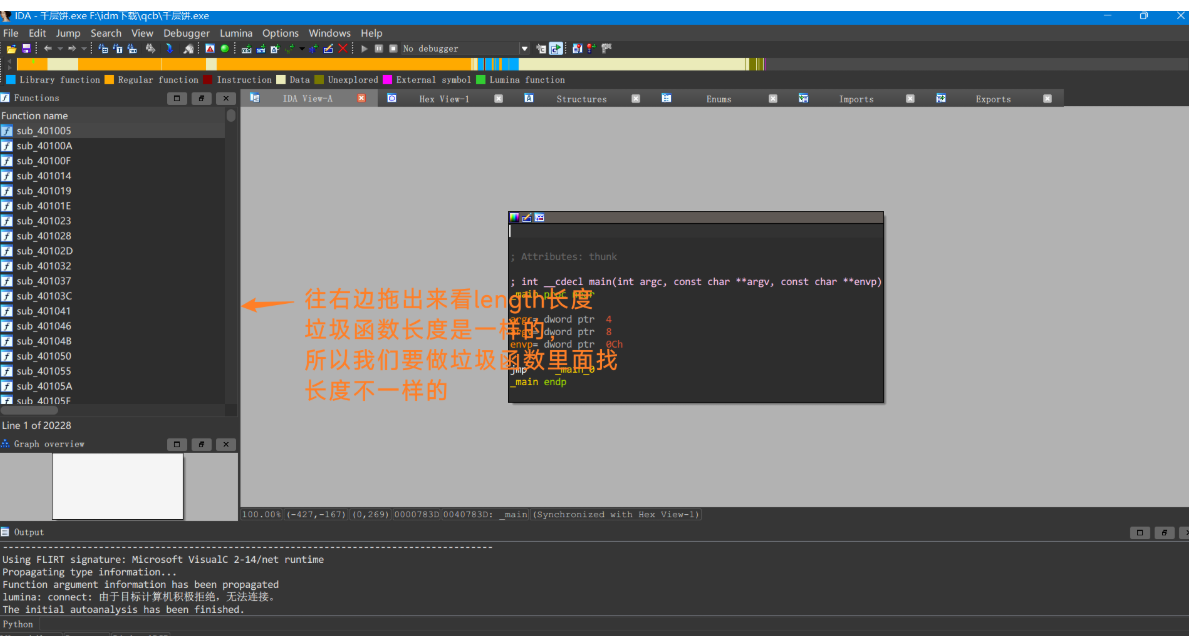 IDA - 千层饼.exe F:\idm下载\qcb\千层饼.exe
File Edit Jump Search View Debugger Lumina Options Windows Help
No debugger
Library function Regular function Instruction Data Unexplored External symbol Lumina function
Functions
IDA View-A Hex View-1 Structures Enums Imports Exports
Function name
sub_401005
sub_40100A
sub_40100F
sub_401014
sub_401019
sub_40101E
sub_401023
sub_401028
sub_40102D
sub_401032
sub_401037
sub_40103C
sub_401041
sub_401046
sub_40104B
sub_401050
sub_401055
sub_40105A
sub_40105F
Line 1 of 20228
Graph overview
; Attributes: thunk
; int __cdecl main(int argc, const char **argv, const char **envp)
_main proc near
argc= dword ptr 4
argv= dword ptr 8
envp= dword ptr 0Ch
jmp _main_0
_main endp
往右边拖出来看length长度
垃圾函数长度是一样的,
所以我们要做垃圾函数里面找
长度不一样的
100.00% (-427,-167) (0,269) 0000783D 0040783D: _main (Synchronized with Hex View-1)
Output
Using FLIRT signature: Microsoft VisualC 2-14/net runtime
Propagating type information...
Function argument information has been propagated
lumina: connect: 由于目标计算机积极拒绝，无法连接。
The initial autoanalysis has been finished.
Python